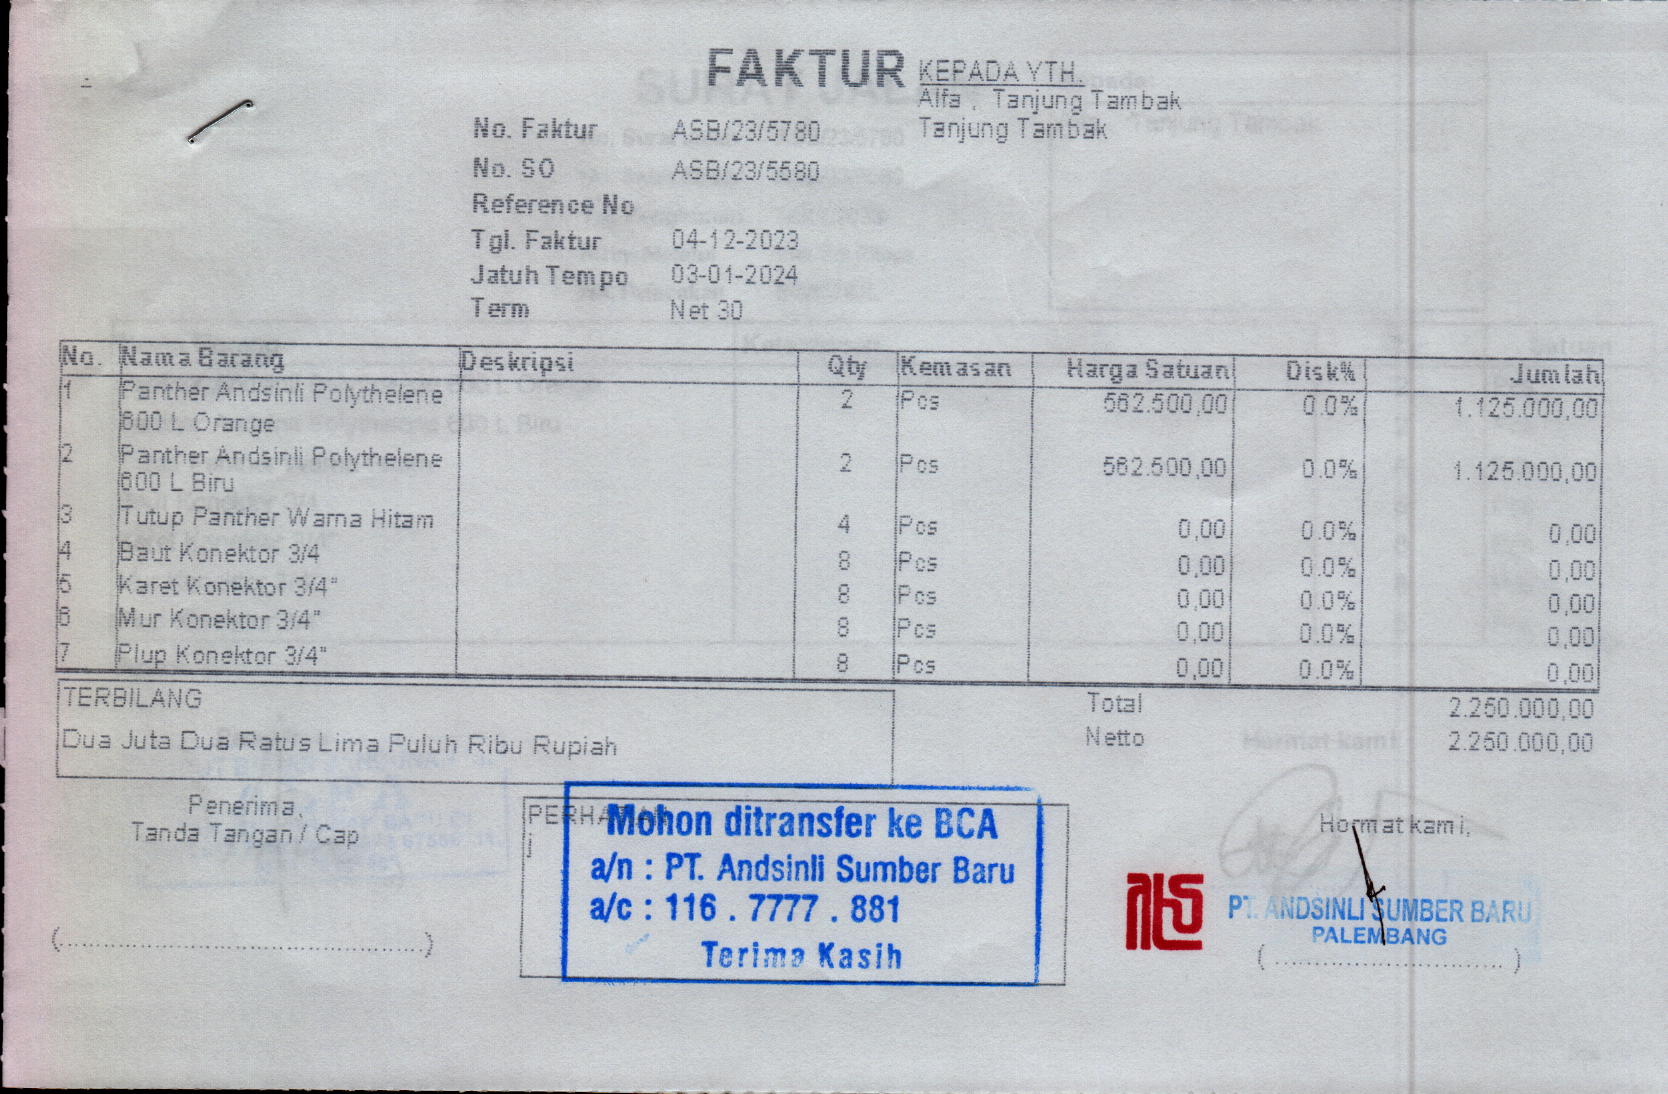 FAKTUR
KEPADA YTH.
Alfa , Tanjung Tambak
Tanjung Tambak
No. Faktur ASB/23/5780
No. SO ASB/23/5580
Reference No
Tgl. Faktur 04-12-2023
Jatuh Tempo 03-01-2024
Term Net 30
No. Nama Barang Deskripsi Qty Kemasan Harga Satuan Disk% Jumlah
1 Panther Andsinli Polythelene 2 Pcs 562.500,00 0.0% 1.125.000,00
600 L Orange
2 Panther Andsinli Polythelene 2 Pcs 562.500,00 0.0% 1.125.000,00
600 L Biru
3 Tutup Panther Warna Hitam 4 Pcs 0,00 0.0% 0,00
4 Baut Konektor 3/4 8 Pcs 0,00 0.0% 0,00
5 Karet Konektor 3/4" 8 Pcs 0,00 0.0% 0,00
6 Mur Konektor 3/4" 8 Pcs 0,00 0.0% 0,00
7 Plup Konektor 3/4" 8 Pcs 0,00 0.0% 0,00
TERBILANG
Dua Juta Dua Ratus Lima Puluh Ribu Rupiah
Total 2.250.000,00
Netto 2.250.000,00
Penerima,
Tanda Tangan / Cap
(........................................................)
PERHATIAN
j
Mohon ditransfer ke BCA
a/n : PT. Andsinli Sumber Baru
a/c : 116 . 7777 . 881
Terima Kasih
Hormat kami,
PT. ANDSINLI SUMBER BARU
PALEMBANG
(....................................)